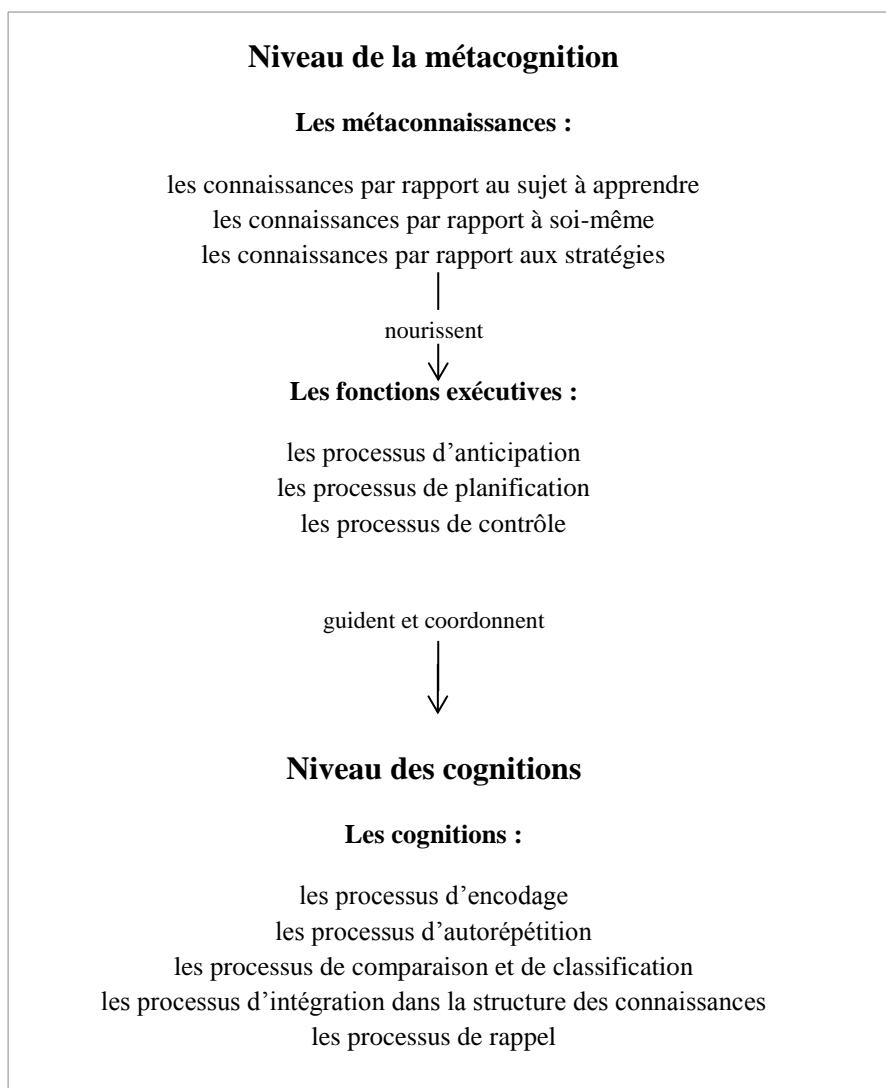 Niveau de la métacognition
Les métaconnaissances :
les connaissances par rapport au sujet à apprendre
les connaissances par rapport à soi-même
les connaissances par rapport aux stratégies
nourissent
Les fonctions exécutives :
les processus d’anticipation
les processus de planification
les processus de contrôle
guident et coordonnent
Niveau des cognitions
Les cognitions :
les processus d’encodage
les processus d’autorépétition
les processus de comparaison et de classification
les processus d’intégration dans la structure des connaissances
les processus de rappel